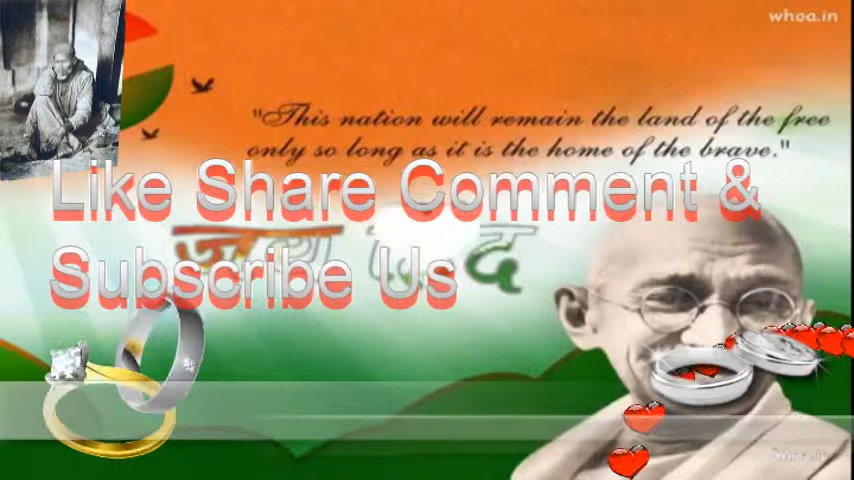 whoa.in
"This nation will remain the land of the free
only so long as it is the home of the brave."
Like Share Comment &
Subscribe Us